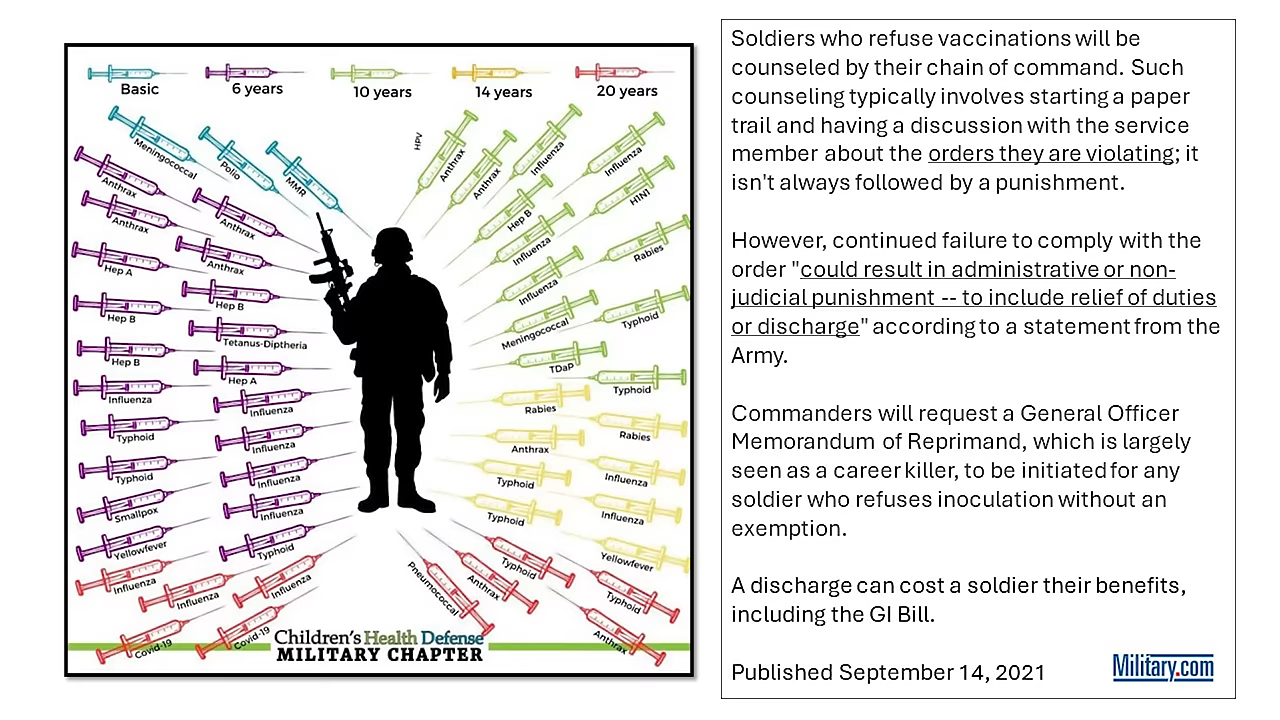 Basic
6 years
10 years
14 years
20 years
Meningococcal
Polio
MMR
Anthrax
Anthrax
Anthrax
Anthrax
Hep A
Hep B
Hep B
Tetanus-Diptheria
Hep B
Hep A
Influenza
Influenza
Typhoid
Influenza
Typhoid
Influenza
Smallpox
Influenza
Yellowfever
Typhoid
HPV
Anthrax
Anthrax
Influenza
Influenza
H1N1
Hep B
Influenza
Rabies
Influenza
Meningococcal
Typhoid
TDaP
Typhoid
Rabies
Rabies
Anthrax
Typhoid
Influenza
Typhoid
Influenza
Yellowfever
Influenza
Influenza
Influenza
Covid-19
Covid-19
Pneumococcal
Anthrax
Typhoid
Typhoid
Anthrax
Children's Health Defense
MILITARY CHAPTER
Soldiers who refuse vaccinations will be
counseled by their chain of command. Such
counseling typically involves starting a paper
trail and having a discussion with the service
member about the orders they are violating; it
isn't always followed by a punishment.
However, continued failure to comply with the
order "could result in administrative or non-
judicial punishment -- to include relief of duties
or discharge" according to a statement from the
Army.
Commanders will request a General Officer
Memorandum of Reprimand, which is largely
seen as a career killer, to be initiated for any
soldier who refuses inoculation without an
exemption.
A discharge can cost a soldier their benefits,
including the GI Bill.
Published September 14, 2021
Military.com